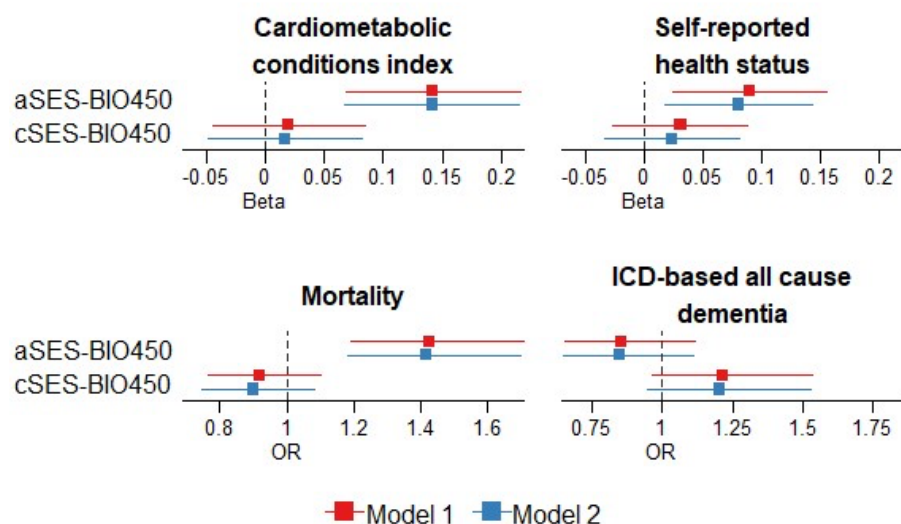 Cardiometabolic
conditions index
Self-reported
health status
aSES-BIO450
cSES-BIO450
-0.05 0 0.05 0.1 0.15 0.2
Beta
-0.05 0 0.05 0.1 0.15 0.2
Beta
Mortality
ICD-based all cause
dementia
aSES-BIO450
cSES-BIO450
0.8 1 1.2 1.4 1.6
OR
0.75 1 1.25 1.5 1.75
OR
Model 1 Model 2